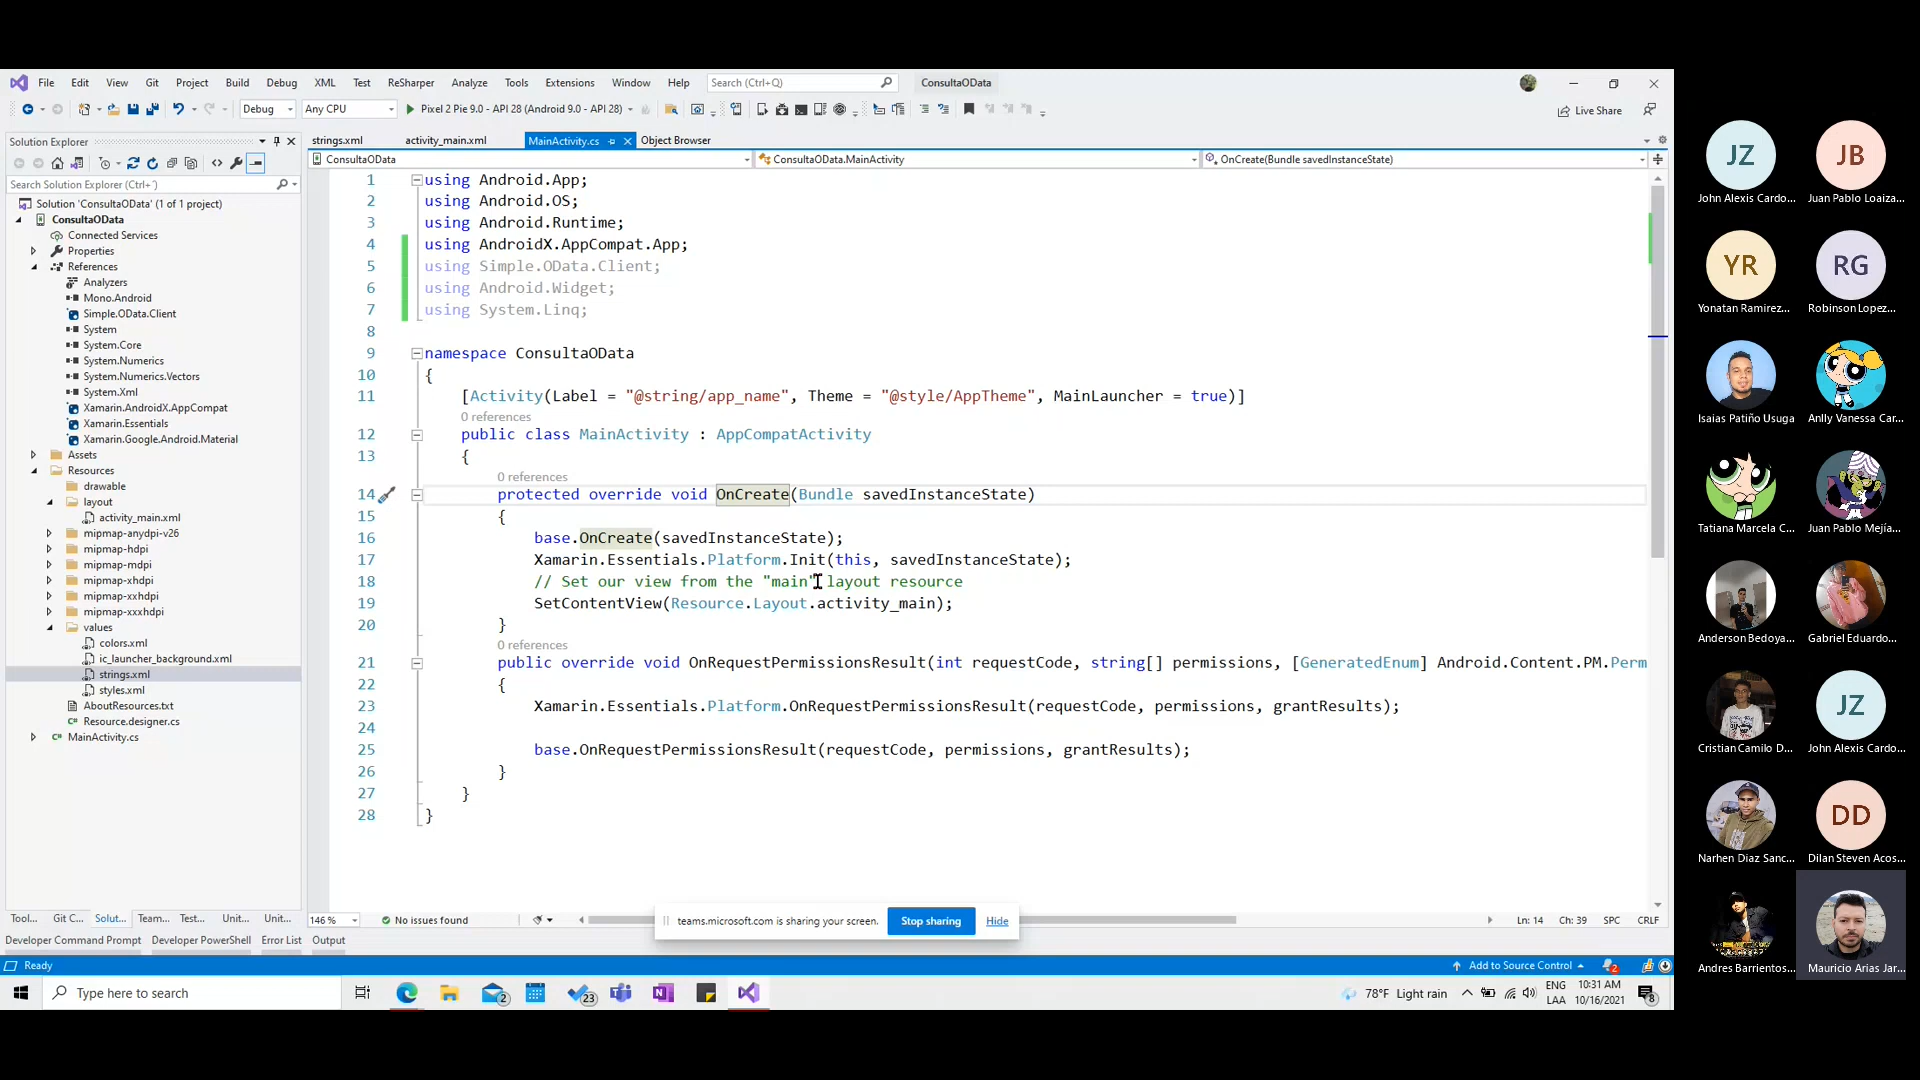 File Edit View Git Project Build Debug XML Test ReSharper Analyze Tools Extensions Window Help Search (Ctrl+Q) ConsultaOData
Debug Any CPU Pixel 2 Pie 9.0 - API 28 (Android 9.0 - API 28) Live Share
Solution Explorer
Search Solution Explorer (Ctrl+´)
Solution 'ConsultaOData' (1 of 1 project)
ConsultaOData
Connected Services
Properties
References
Analyzers
Mono.Android
Simple.OData.Client
System
System.Core
System.Numerics
System.Numerics.Vectors
System.Xml
Xamarin.AndroidX.AppCompat
Xamarin.Essentials
Xamarin.Google.Android.Material
Assets
Resources
drawable
layout
activity_main.xml
mipmap-anydpi-v26
mipmap-hdpi
mipmap-mdpi
mipmap-xhdpi
mipmap-xxhdpi
mipmap-xxxhdpi
values
colors.xml
ic_launcher_background.xml
strings.xml
styles.xml
AboutResources.txt
Resource.designer.cs
MainActivity.cs
Tool... Git C... Solut... Team... Test... Unit... Unit...
strings.xml activity_main.xml MainActivity.cs Object Browser
ConsultaOData ConsultaOData.MainActivity OnCreate(Bundle savedInstanceState)
1 using Android.App;
2 using Android.OS;
3 using Android.Runtime;
4 using AndroidX.AppCompat.App;
5 using Simple.OData.Client;
6 using Android.Widget;
7 using System.Linq;
8
9 namespace ConsultaOData
10 {
11 [Activity(Label = "@string/app_name", Theme = "@style/AppTheme", MainLauncher = true)]
0 references
12 public class MainActivity : AppCompatActivity
13 {
0 references
14 protected override void OnCreate(Bundle savedInstanceState)
15 {
16 base.OnCreate(savedInstanceState);
17 Xamarin.Essentials.Platform.Init(this, savedInstanceState);
18 // Set our view from the "main" layout resource
19 SetContentView(Resource.Layout.activity_main);
20 }
0 references
21 public override void OnRequestPermissionsResult(int requestCode, string[] permissions, [GeneratedEnum] Android.Content.PM.Perm
22 {
23 Xamarin.Essentials.Platform.OnRequestPermissionsResult(requestCode, permissions, grantResults);
24
25 base.OnRequestPermissionsResult(requestCode, permissions, grantResults);
26 }
27 }
28 }
146 % No issues found Ln: 14 Ch: 39 SPC CRLF
teams.microsoft.com is sharing your screen. Stop sharing Hide
Developer Command Prompt Developer PowerShell Error List Output
Ready Add to Source Control 2
Type here to search 2 23 78°F Light rain ENG LAA 10:31 AM 10/16/2021 8
JZ JB
John Alexis Cardo... Juan Pablo Loaiza...
YR RG
Yonatan Ramirez... Robinson Lopez...
Isaias Patiño Usuga Anlly Vanessa Car...
Tatiana Marcela C... Juan Pablo Mejía...
Anderson Bedoya... Gabriel Eduardo...
JZ
Cristian Camilo D... John Alexis Cardo...
DD
Narhen Diaz Sanc... Dilan Steven Acos...
Andres Barrientos... Mauricio Arias Jar...